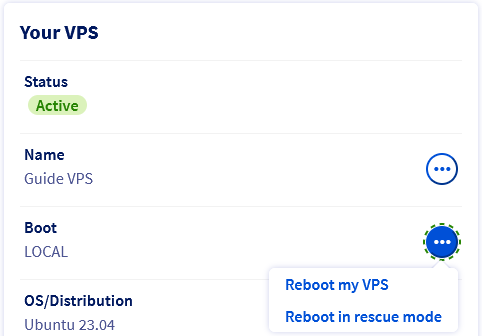 Your VPS
Status
Active
Name
Guide VPS
Boot
LOCAL
Reboot my VPS
Reboot in rescue mode
OS/Distribution
Ubuntu 23.04